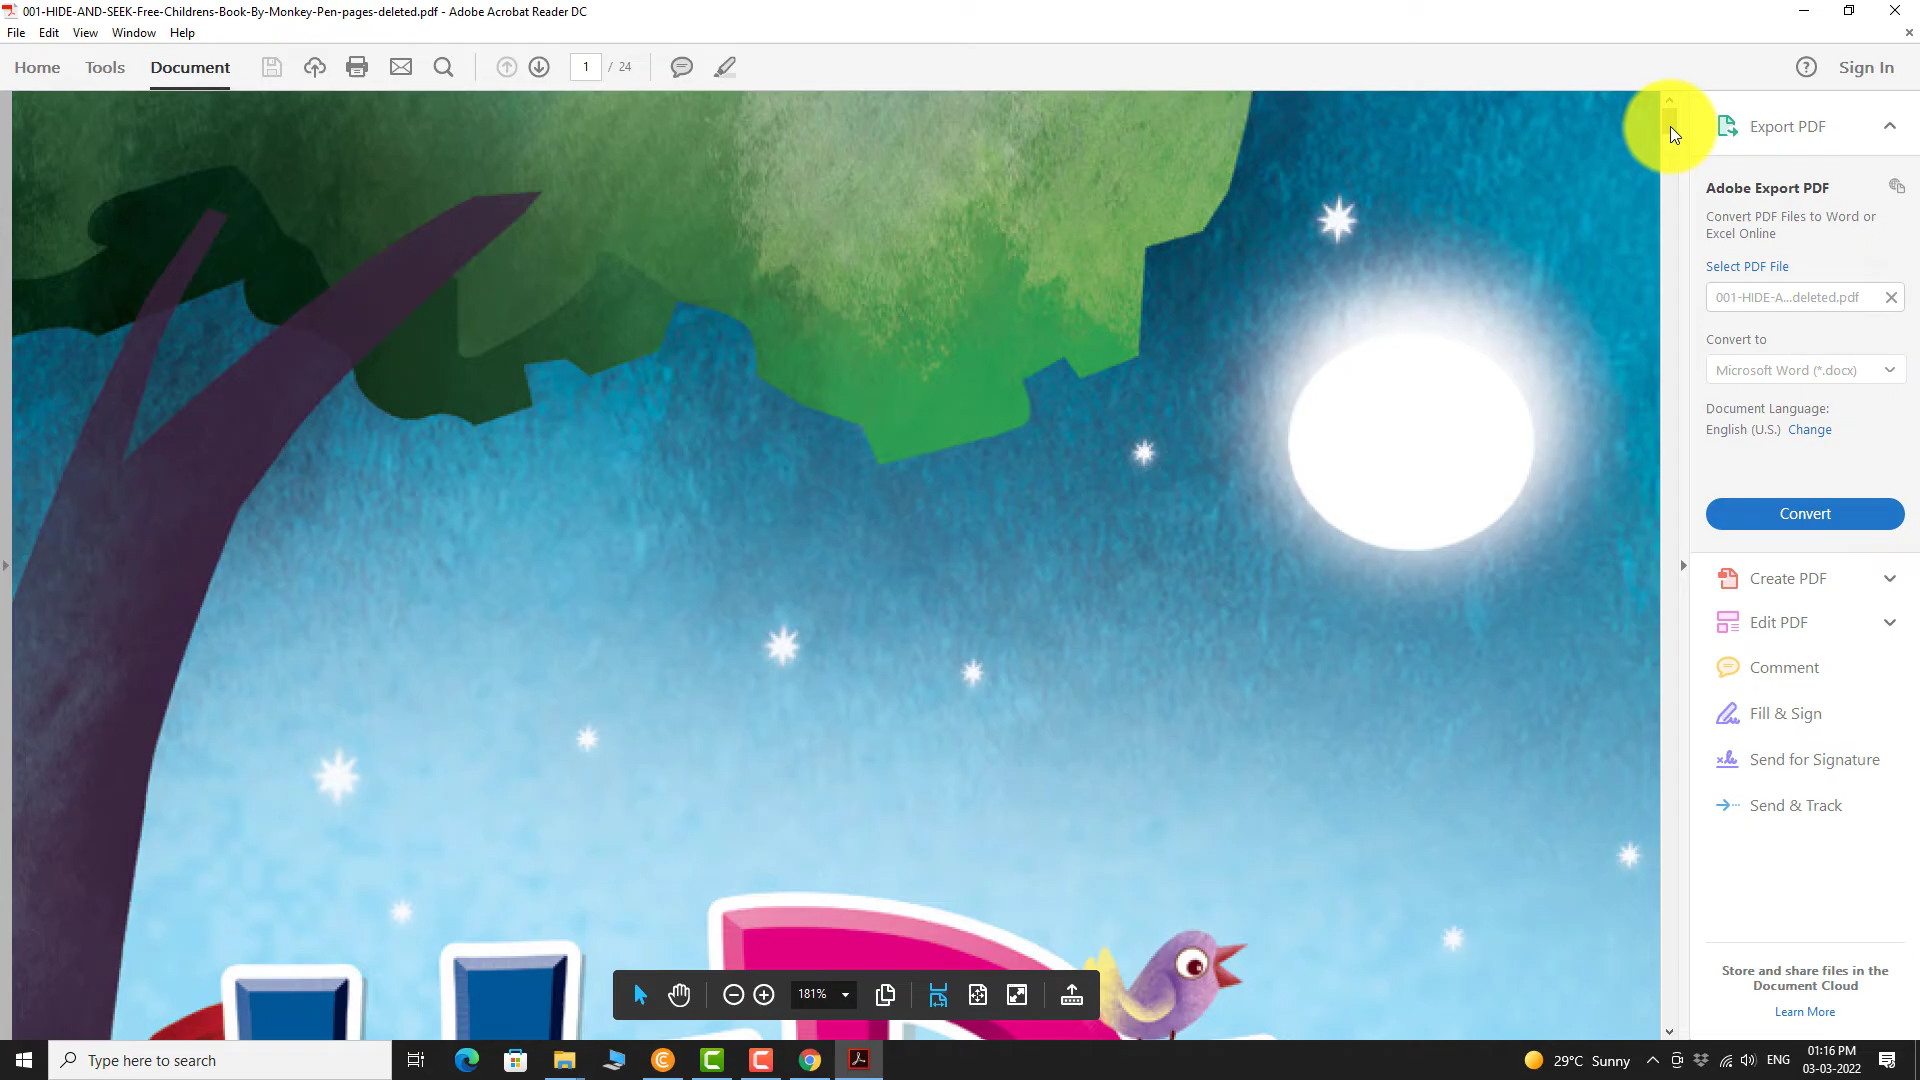 001-HIDE-AND-SEEK-Free-Childrens-Book-By-Monkey-Pen-pages-deleted.pdf - Adobe Acrobat Reader DC
File Edit View Window Help
Home Tools Document 1 / 24 Sign In
Export PDF
Adobe Export PDF
Convert PDF Files to Word or
Excel Online
Select PDF File
001-HIDE-A...deleted.pdf
Convert to
Microsoft Word (*.docx)
Document Language:
English (U.S.) Change
Convert
Create PDF
Edit PDF
Comment
Fill & Sign
Send for Signature
Send & Track
181%
Store and share files in the
Document Cloud
Learn More
Type here to search
29°C Sunny
ENG
01:16 PM
03-03-2022